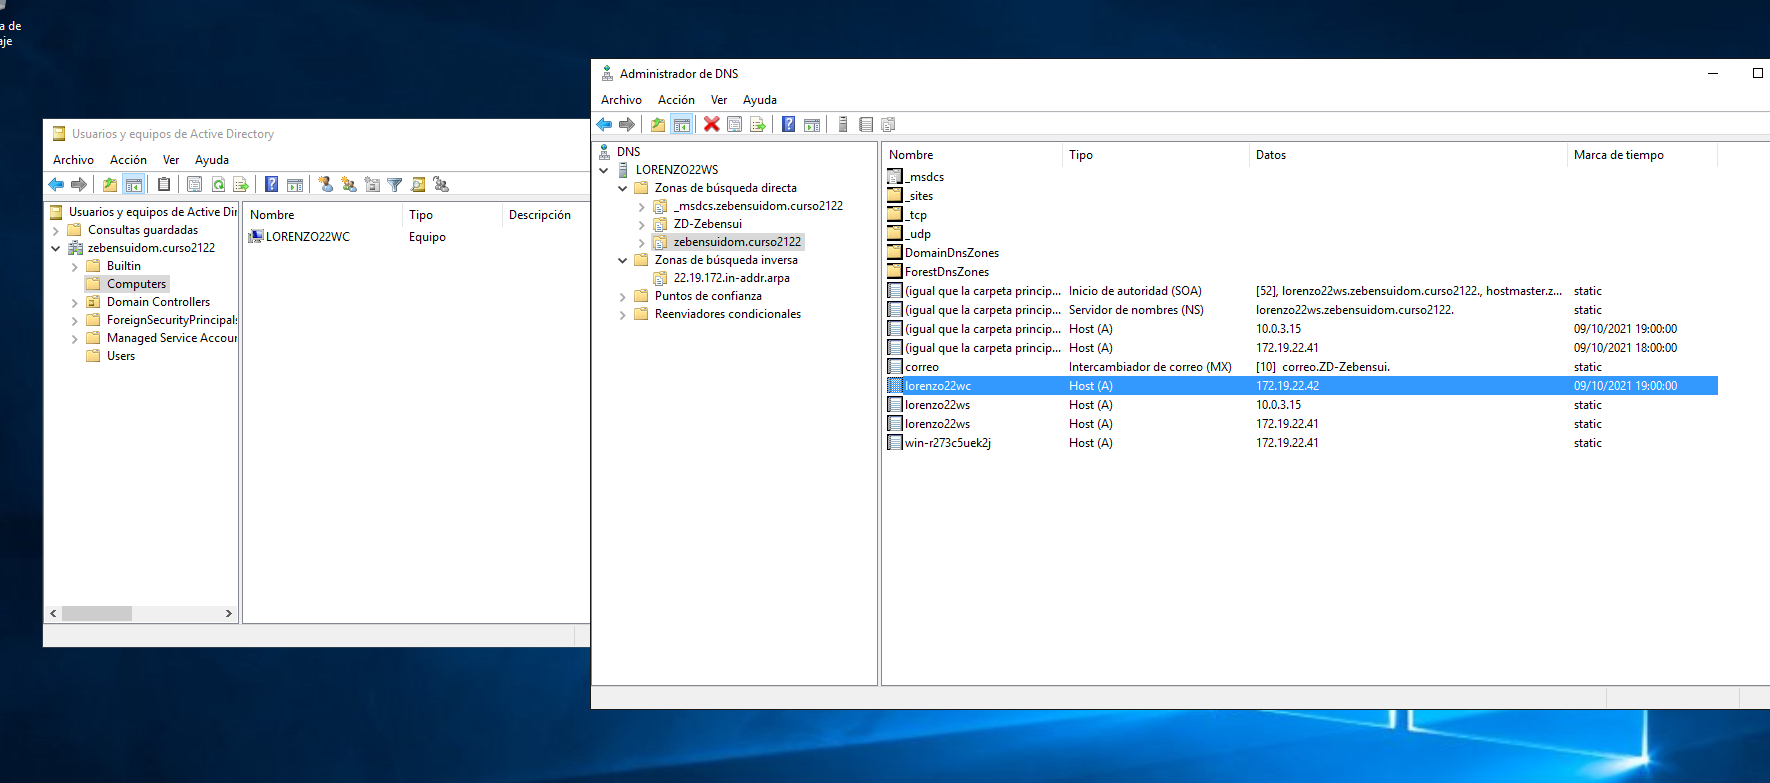 a de
aje
Usuarios y equipos de Active Directory
Archivo Acción Ver Ayuda
Usuarios y equipos de Active Dir
Consultas guardadas
zebensuidom.curso2122
Builtin
Computers
Domain Controllers
ForeignSecurityPrincipals
Managed Service Accour
Users
Nombre Tipo Descripción
LORENZO22WC Equipo
Administrador de DNS
Archivo Acción Ver Ayuda
DNS
LORENZO22WS
Zonas de búsqueda directa
_msdcs.zebensuidom.curso2122
ZD-Zebensui
zebensuidom.curso2122
Zonas de búsqueda inversa
22.19.172.in-addr.arpa
Puntos de confianza
Reenviadores condicionales
Nombre Tipo Datos Marca de tiempo
_msdcs
_sites
_tcp
_udp
DomainDnsZones
ForestDnsZones
(igual que la carpeta princip... Inicio de autoridad (SOA) [52], lorenzo22ws.zebensuidom.curso2122., hostmaster.z... static
(igual que la carpeta princip... Servidor de nombres (NS) lorenzo22ws.zebensuidom.curso2122. static
(igual que la carpeta princip... Host (A) 10.0.3.15 09/10/2021 19:00:00
(igual que la carpeta princip... Host (A) 172.19.22.41 09/10/2021 18:00:00
correo Intercambiador de correo (MX) [10] correo.ZD-Zebensui. static
lorenzo22wc Host (A) 172.19.22.42 09/10/2021 19:00:00
lorenzo22ws Host (A) 10.0.3.15 static
lorenzo22ws Host (A) 172.19.22.41 static
win-r273c5uek2j Host (A) 172.19.22.41 static